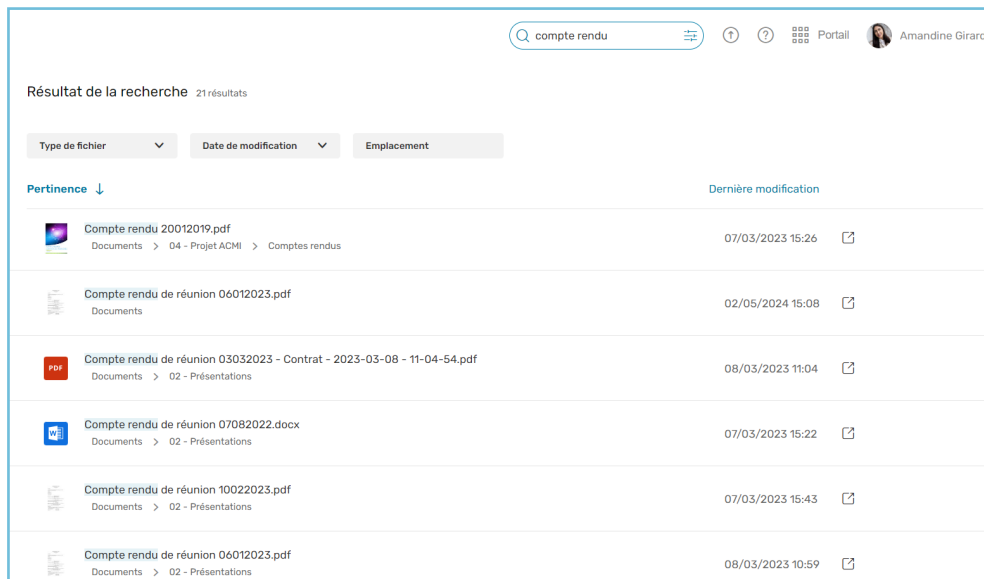 compte rendu
Portail
Amandine Girard
Résultat de la recherche 21 résultats
Type de fichier
Date de modification
Emplacement
Pertinence ↓
Dernière modification
Compte rendu 20012019.pdf
Documents > 04 - Projet ACMI > Comptes rendus
07/03/2023 15:26
Compte rendu de réunion 06012023.pdf
Documents
02/05/2024 15:08
PDF
Compte rendu de réunion 03032023 - Contrat - 2023-03-08 - 11-04-54.pdf
Documents > 02 - Présentations
08/03/2023 11:04
Compte rendu de réunion 07082022.docx
Documents > 02 - Présentations
07/03/2023 15:22
Compte rendu de réunion 10022023.pdf
Documents > 02 - Présentations
07/03/2023 15:43
Compte rendu de réunion 06012023.pdf
Documents > 02 - Présentations
08/03/2023 10:59